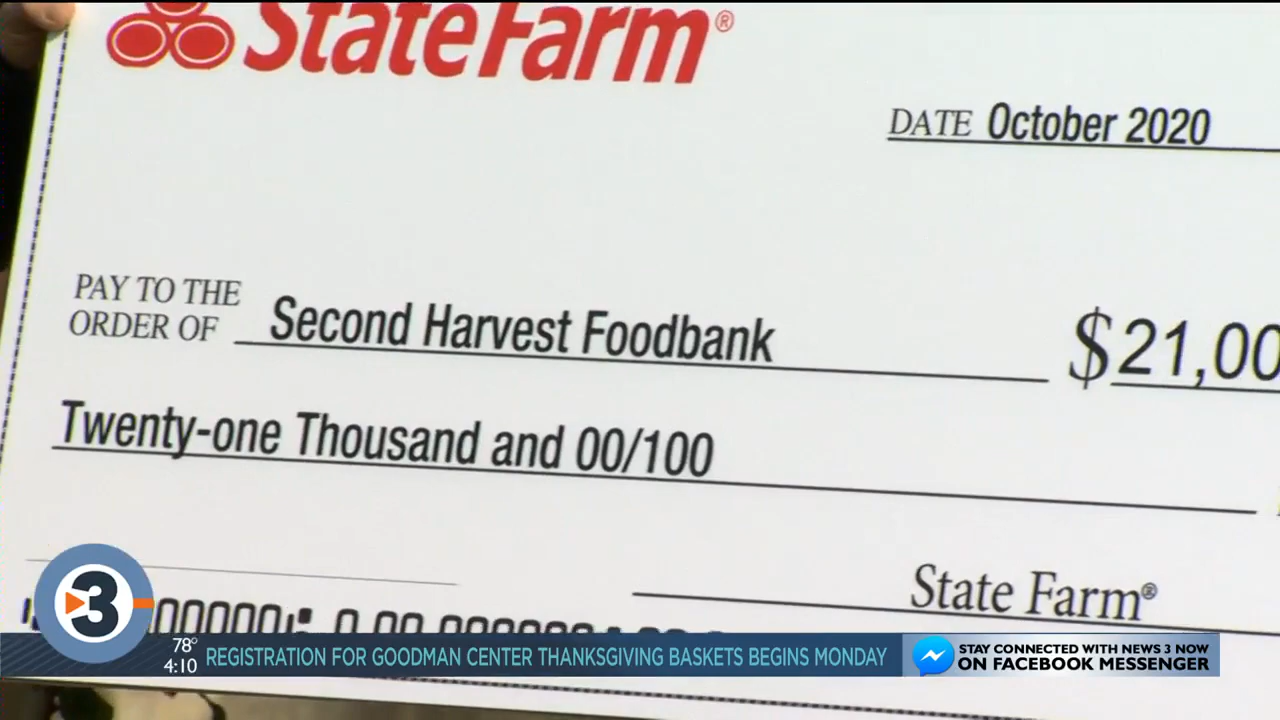 State Farm®
DATE October 2020
PAY TO THE
ORDER OF Second Harvest Foodbank $21,00
Twenty-one Thousand and 00/100
State Farm®
3
78°
4:10
REGISTRATION FOR GOODMAN CENTER THANKSGIVING BASKETS BEGINS MONDAY
STAY CONNECTED WITH NEWS 3 NOW
ON FACEBOOK MESSENGER